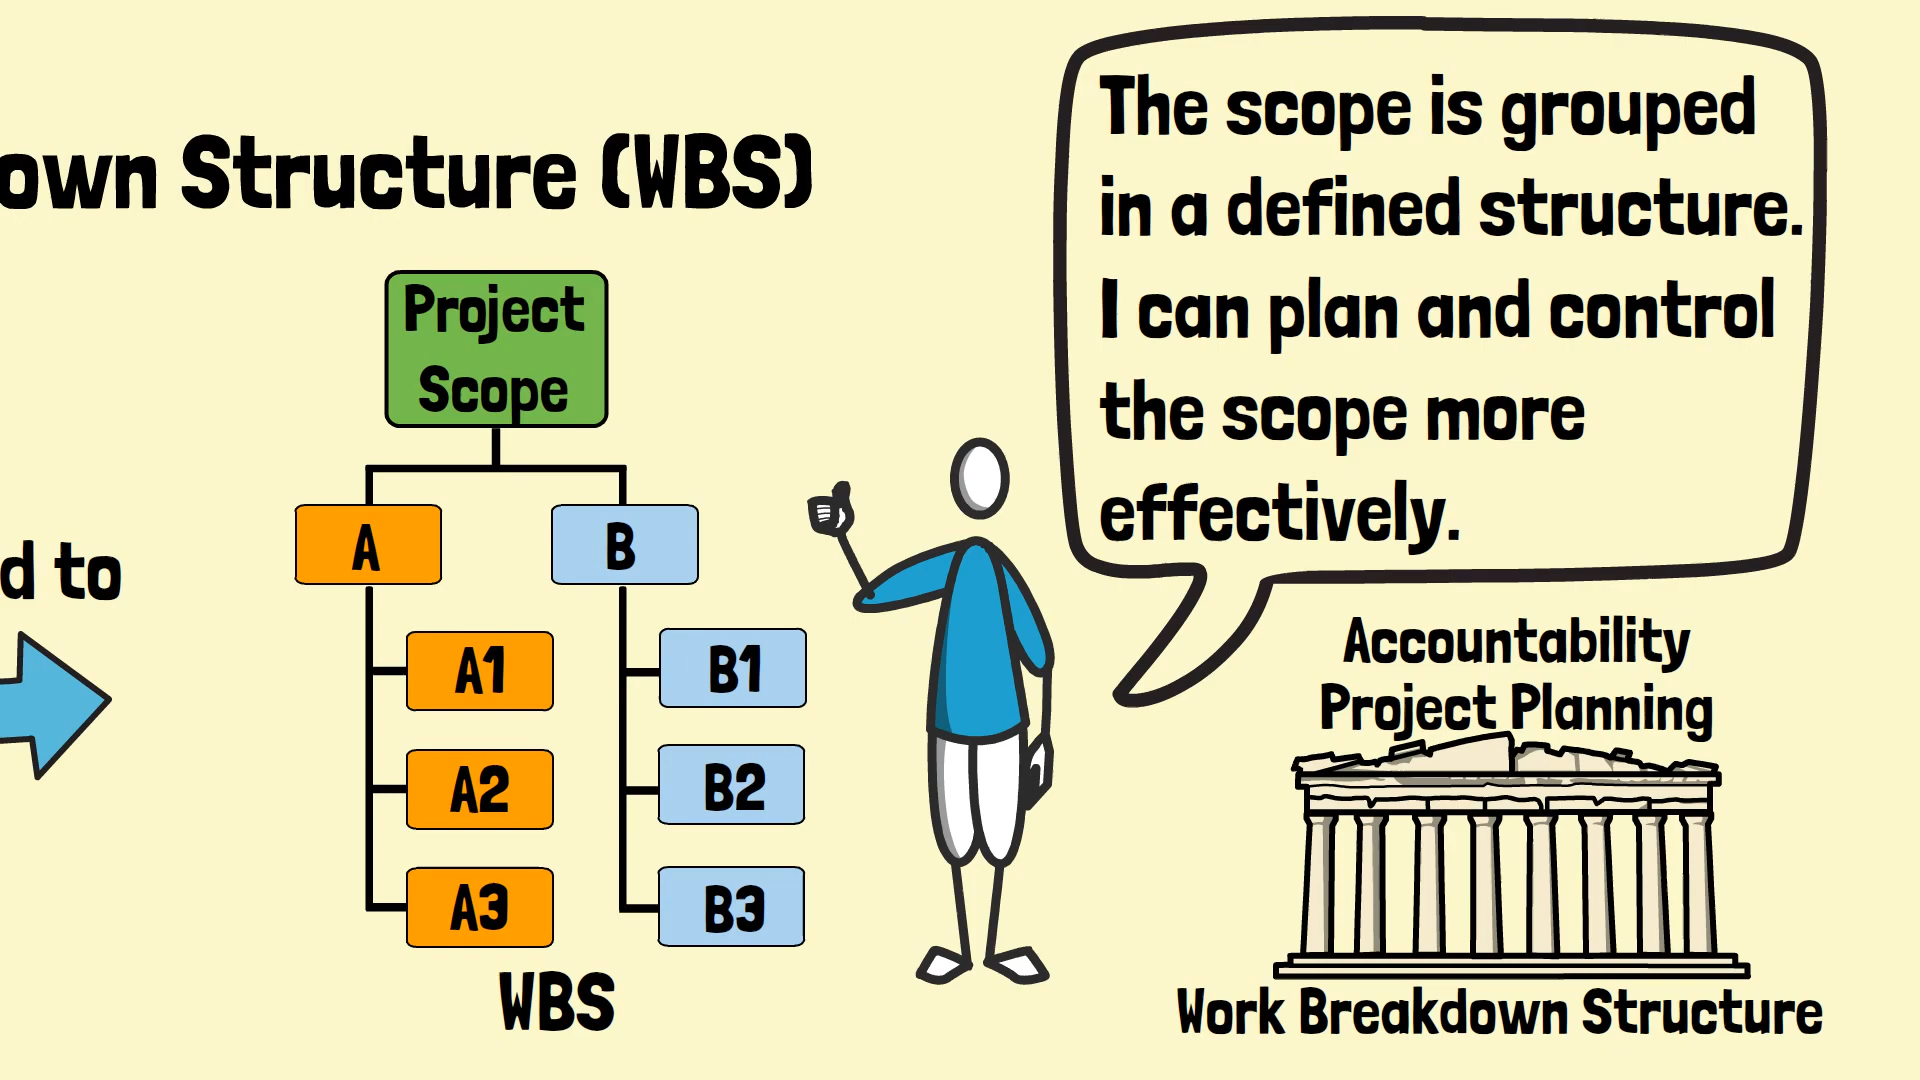 own Structure (WBS)
The scope is grouped
in a defined structure.
I can plan and control
the scope more
effectively.
Project
Scope
A
B
d to
A1
B1
A2
B2
A3
B3
WBS
Accountability
Project Planning
Work Breakdown Structure